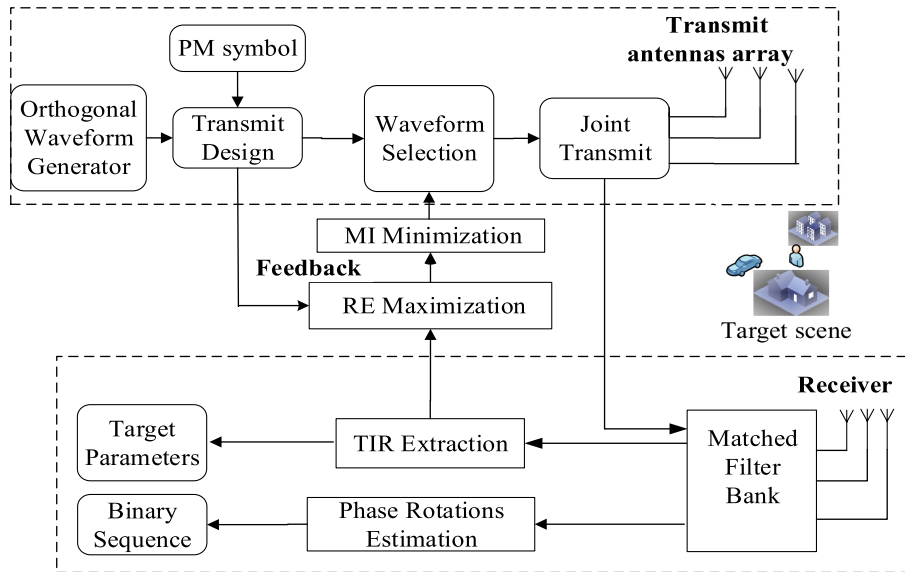 PM symbol
Transmit
antennas array
Orthogonal
Waveform
Generator
Transmit
Design
Waveform
Selection
Joint
Transmit
MI Minimization
Feedback
RE Maximization
Target scene
Receiver
Target
Parameters
TIR Extraction
Matched
Filter
Bank
Binary
Sequence
Phase Rotations
Estimation